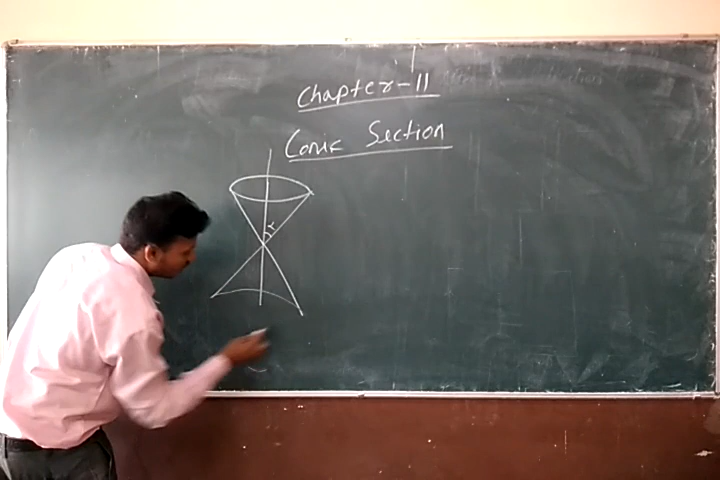 Chapter-11
Conic Section
α